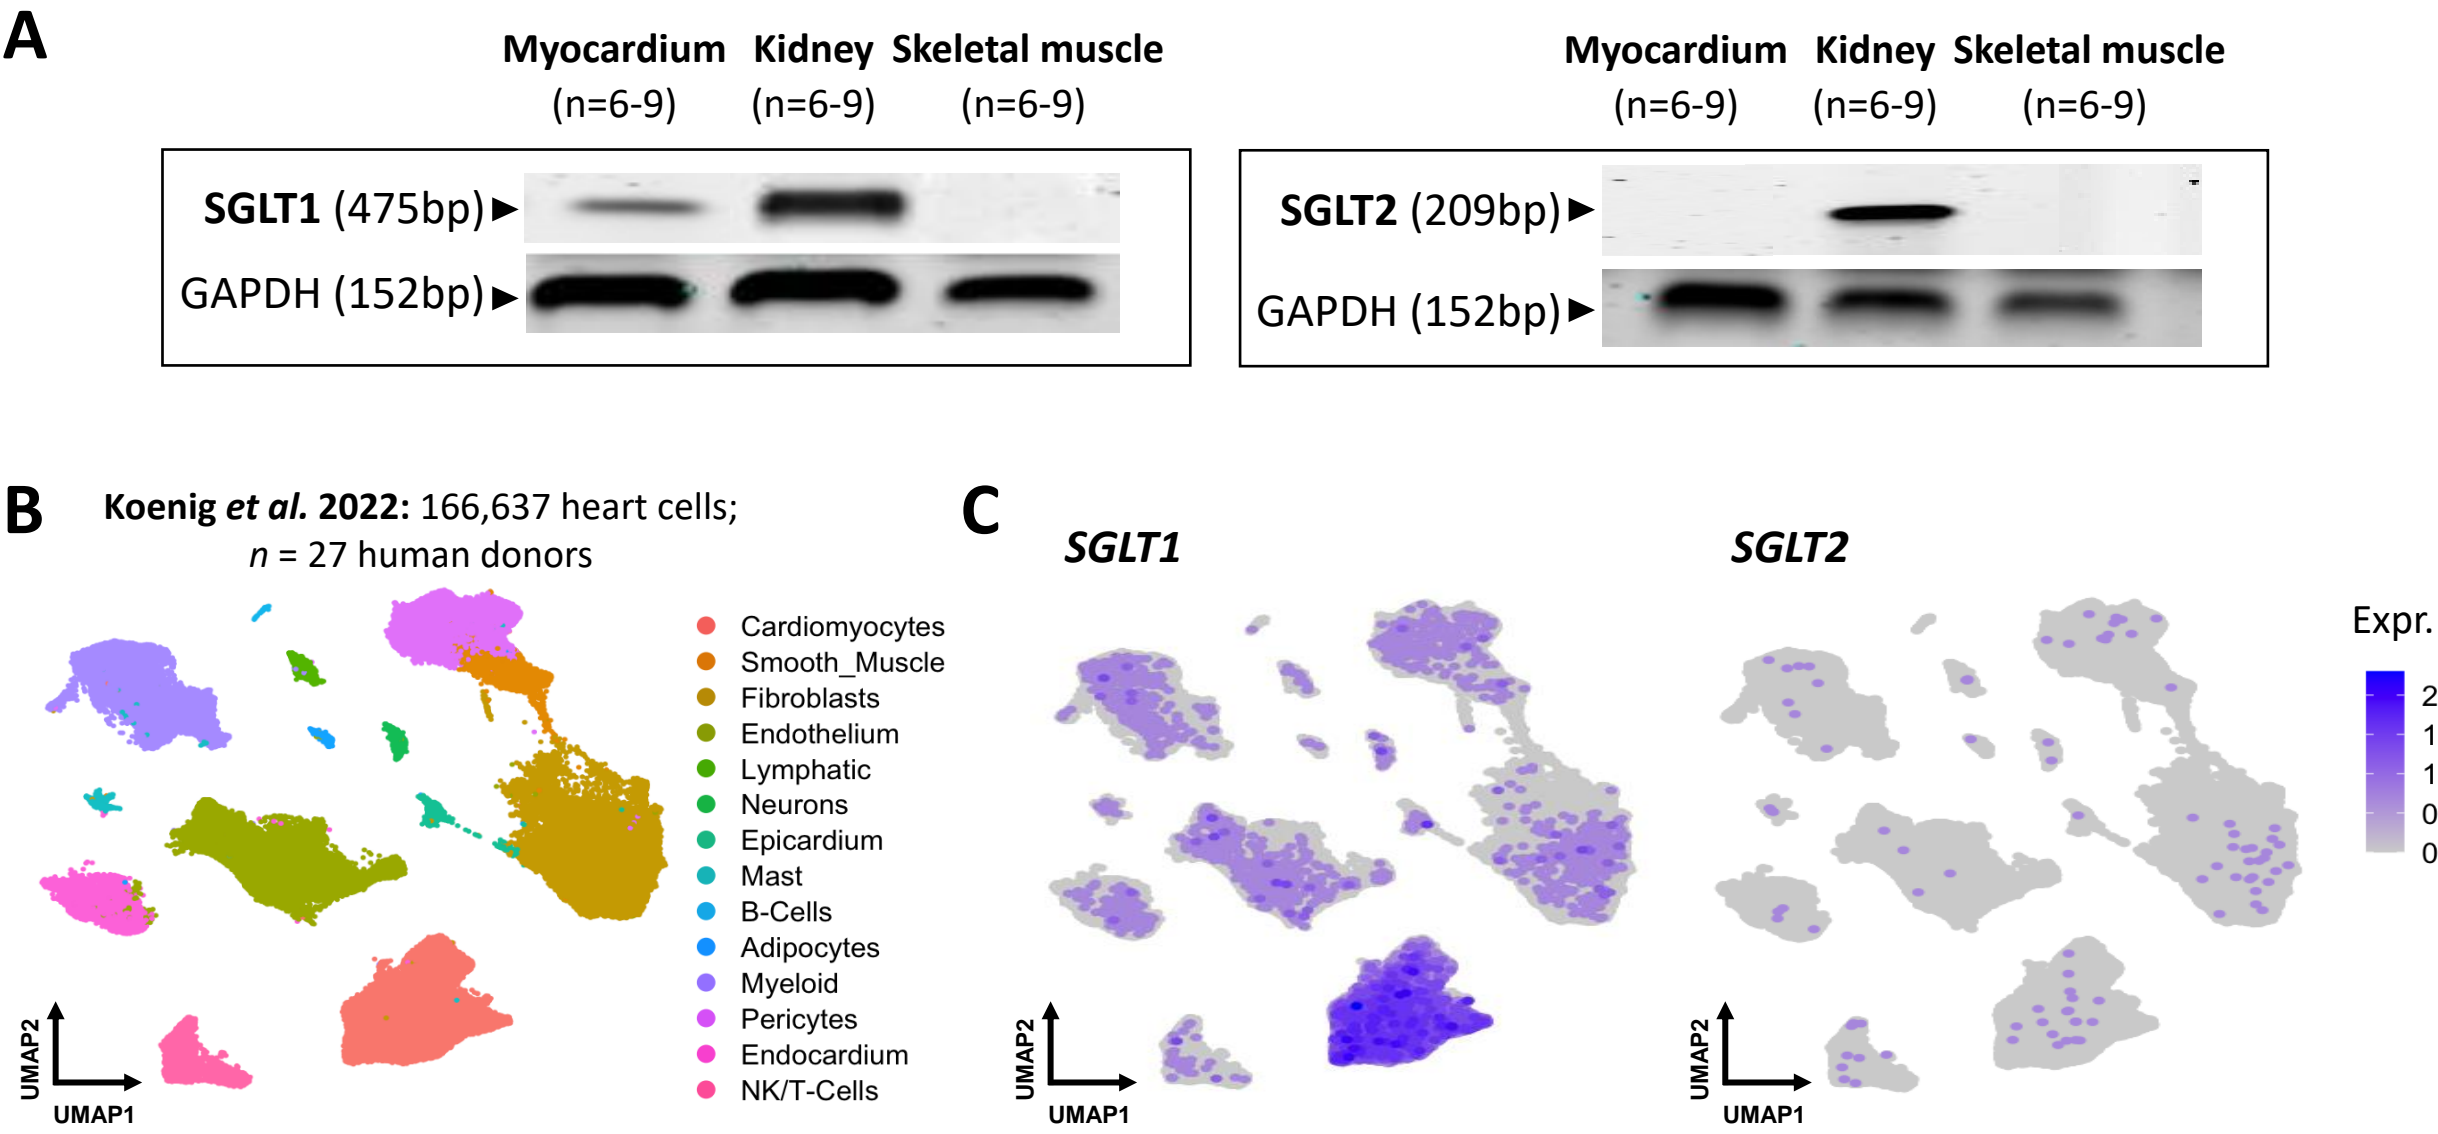 A
Myocardium Kidney Skeletal muscle
(n=6-9) (n=6-9) (n=6-9)
SGLT1 (475bp)
GAPDH (152bp)
Myocardium Kidney Skeletal muscle
(n=6-9) (n=6-9) (n=6-9)
SGLT2 (209bp)
GAPDH (152bp)
B
Koenig et al. 2022: 166,637 heart cells;
n = 27 human donors
Cardiomyocytes
Smooth_Muscle
Fibroblasts
Endothelium
Lymphatic
Neurons
Epicardium
Mast
B-Cells
Adipocytes
Myeloid
Pericytes
Endocardium
NK/T-Cells
UMAP2
UMAP1
C
SGLT1
UMAP2
UMAP1
SGLT2
UMAP2
UMAP1
Expr.
2
1
1
0
0